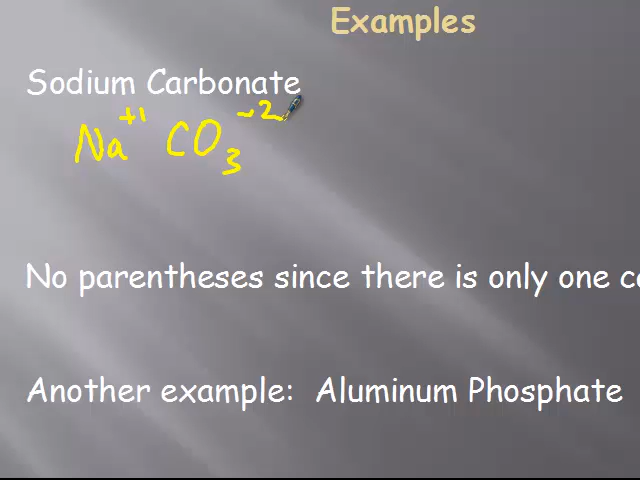 Examples
Sodium Carbonate
Na⁺¹ CO₃⁻²
No parentheses since there is only one
Another example: Aluminum Phosphate